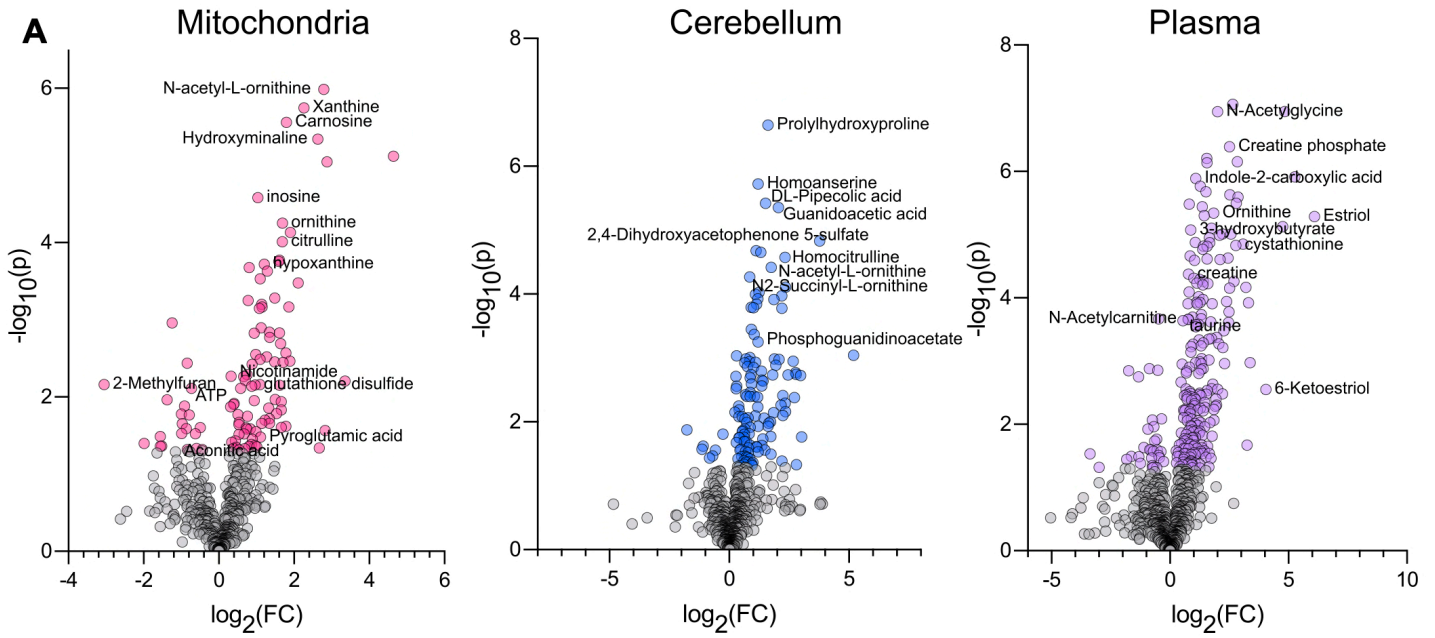 A
Mitochondria
-log10(p)
6
4
2
0
N-acetyl-L-ornithine
Xanthine
Carnosine
Hydroxyminaline
inosine
ornithine
citrulline
hypoxanthine
Nicotinamide
2-Methylfuran
glutathione disulfide
ATP
Pyroglutamic acid
Aconitic acid
-4 -2 0 2 4 6
log2(FC)
Cerebellum
-log10(p)
8
6
4
2
0
Prolylhydroxyproline
Homoanserine
DL-Pipecolic acid
Guanidoacetic acid
2,4-Dihydroxyacetophenone 5-sulfate
Homocitrulline
N-acetyl-L-ornithine
N2-Succinyl-L-ornithine
Phosphoguanidinoacetate
-5 0 5
log2(FC)
Plasma
-log10(p)
8
6
4
2
0
N-Acetylglycine
Creatine phosphate
Indole-2-carboxylic acid
Ornithine
Estriol
3-hydroxybutyrate
cystathionine
creatine
N-Acetylcarnitine
taurine
6-Ketoestriol
-5 0 5 10
log2(FC)